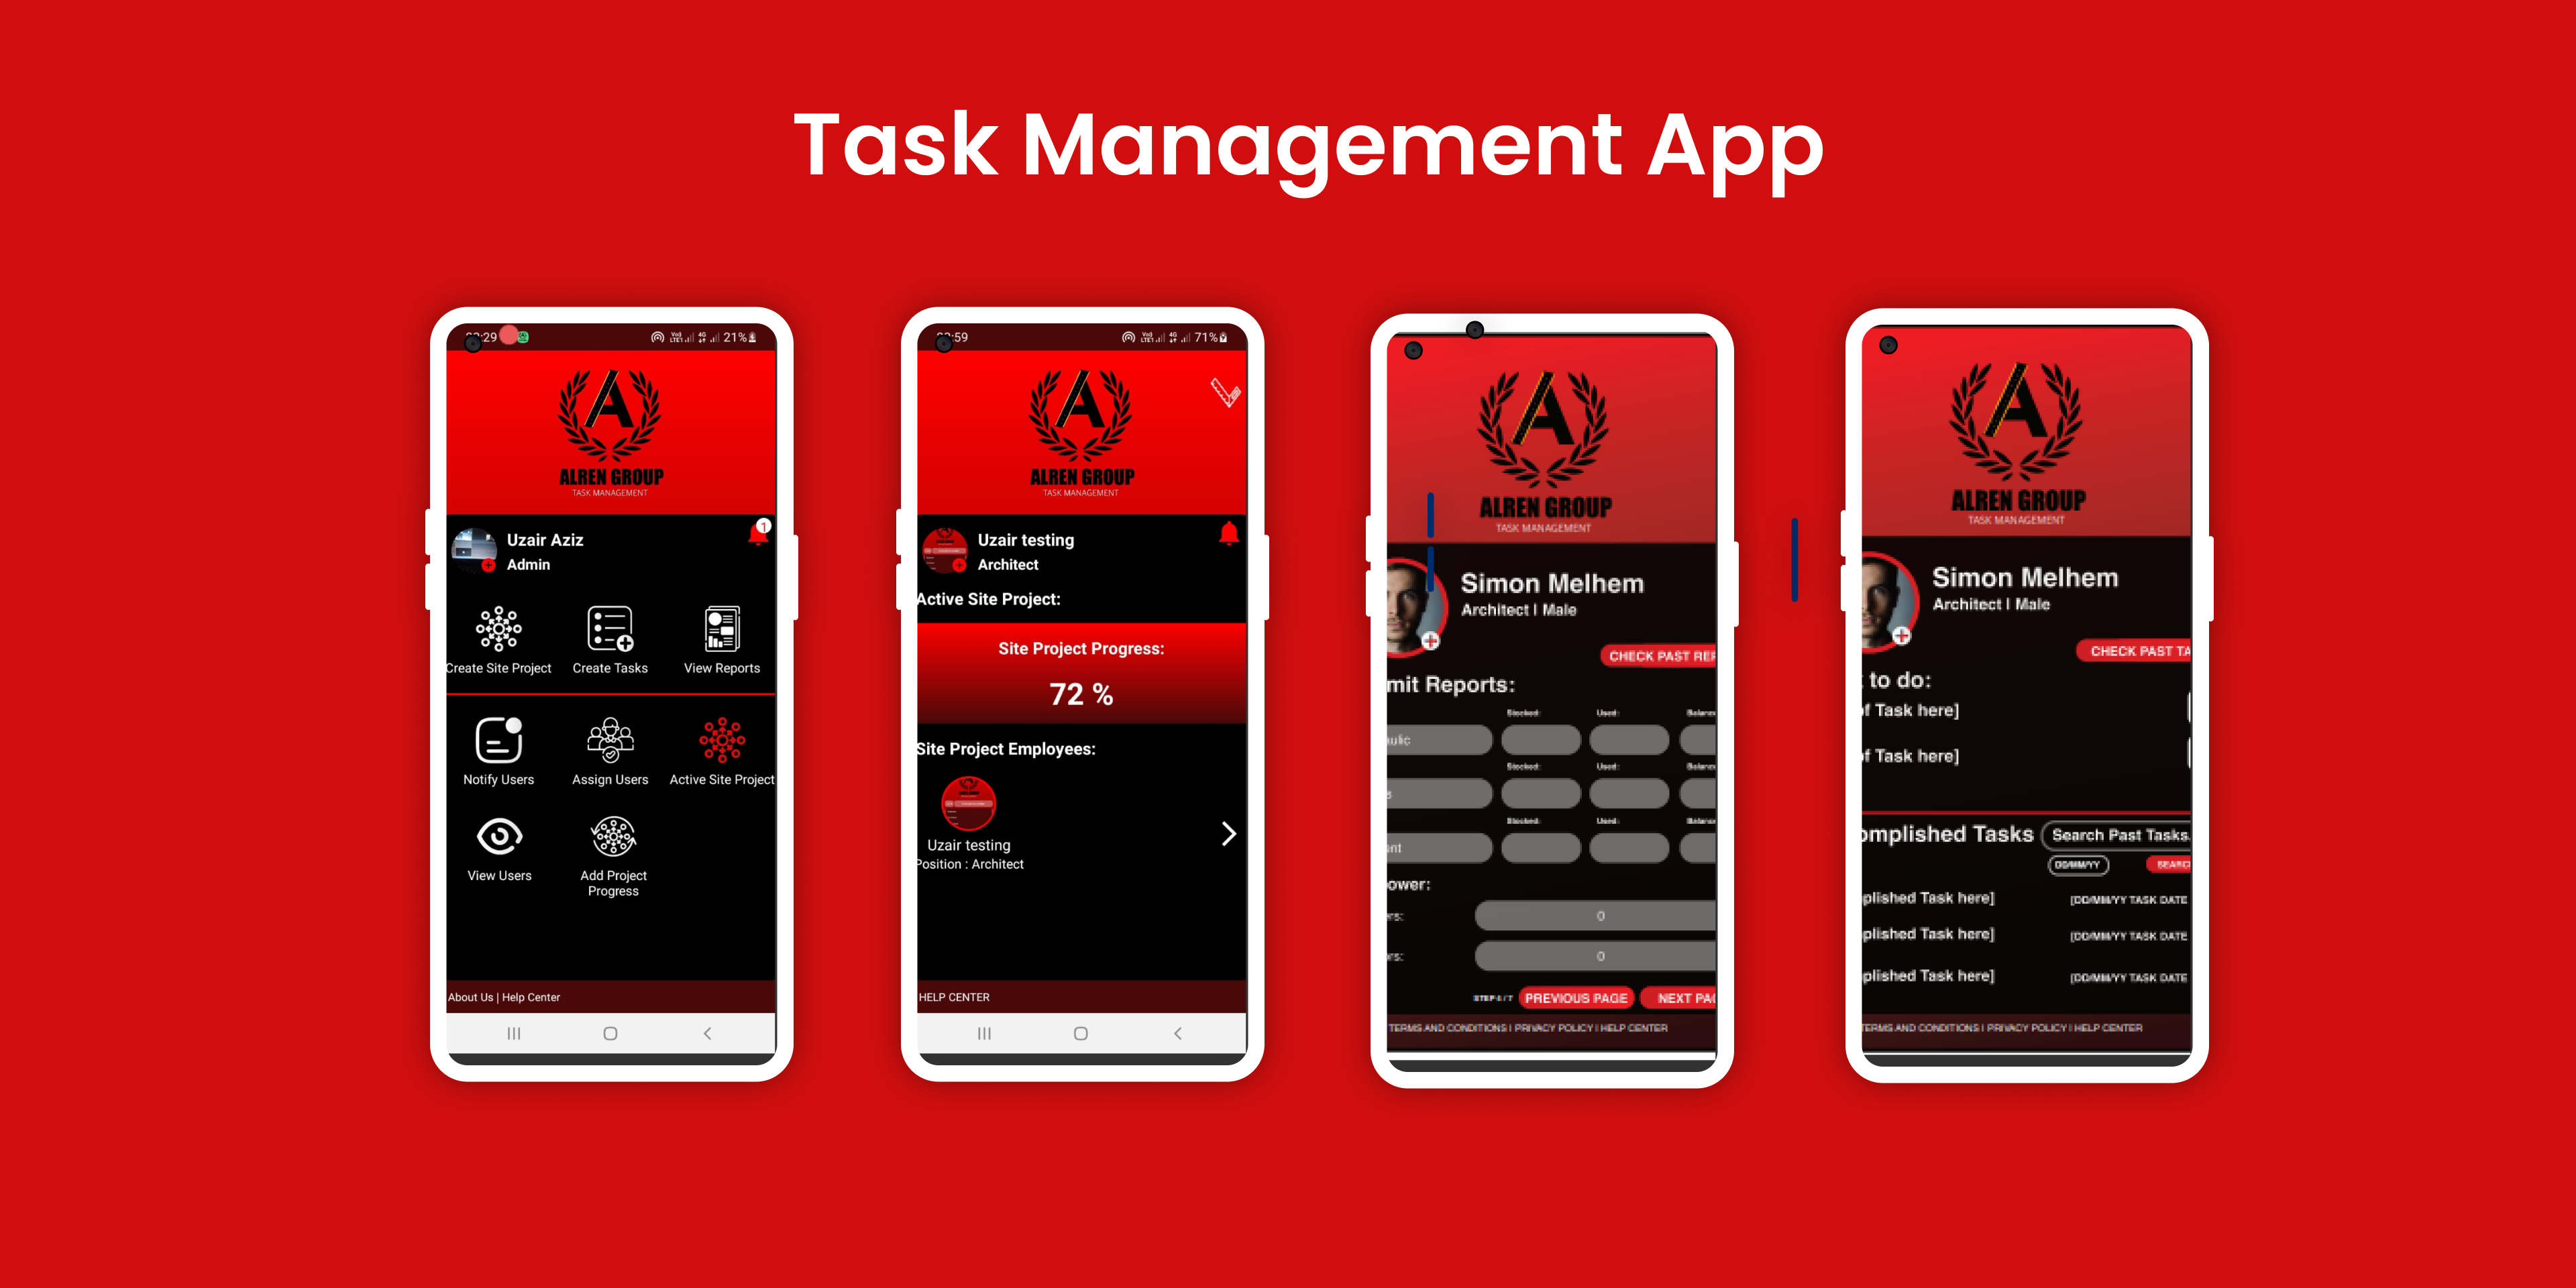 Task Management App
:29
21%
A
ALREN GROUP
TASK MANAGEMENT
Uzair Aziz
1
Admin
Create Site Project
Create Tasks
View Reports
Notify Users
Assign Users
Active Site Project
View Users
Add Project
Progress
About Us | Help Center
:59
71%
A
ALREN GROUP
TASK MANAGEMENT
Uzair testing
Architect
Active Site Project:
Site Project Progress:
72 %
Site Project Employees:
Uzair testing
Position : Architect
HELP CENTER
A
ALREN GROUP
TASK MANAGEMENT
Simon Melhem
Architect | Male
CHECK PAST REP
mit Reports:
Stocked: Used: Balance
aulic
Stocked: Used: Balance
s
Stocked: Used: Balance
ant
ower:
rs: 0
rs: 0
PREVIOUS PAGE
NEXT PAG
TERMS AND CONDITIONS | PRIVACY POLICY | HELP CENTER
A
ALREN GROUP
TASK MANAGEMENT
Simon Melhem
Architect | Male
CHECK PAST TA
to do:
of Task here]
of Task here]
omplished Tasks
Search Past Tasks.
DD/MM/YY
SEARC
plished Task here] [DD/MM/YY TASK DATE
plished Task here] [DD/MM/YY TASK DATE
plished Task here] [DD/MM/YY TASK DATE
TERMS AND CONDITIONS | PRIVACY POLICY | HELP CENTER